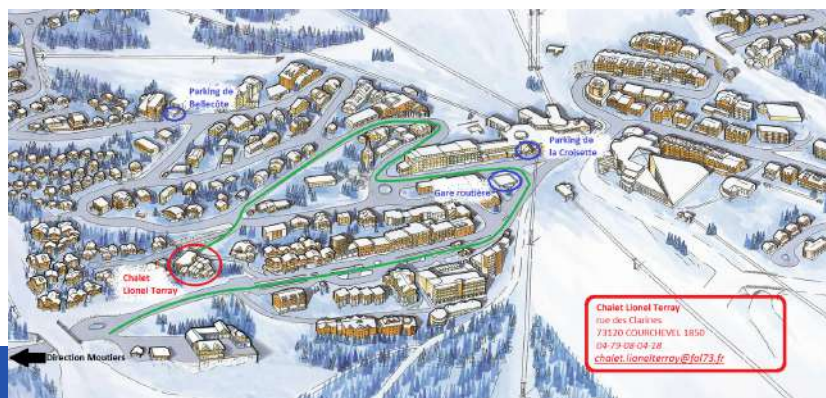 Parking de
Bellecôte
Parking de
la Croisette
Gare routière
Chalet
Lionel Terray
Direction Moutiers
Chalet Lionel Terray
rue des Clarines
73120 COURCHEVEL 1850
04-79-08-04-18
chalet.lionelterray@fol73.fr